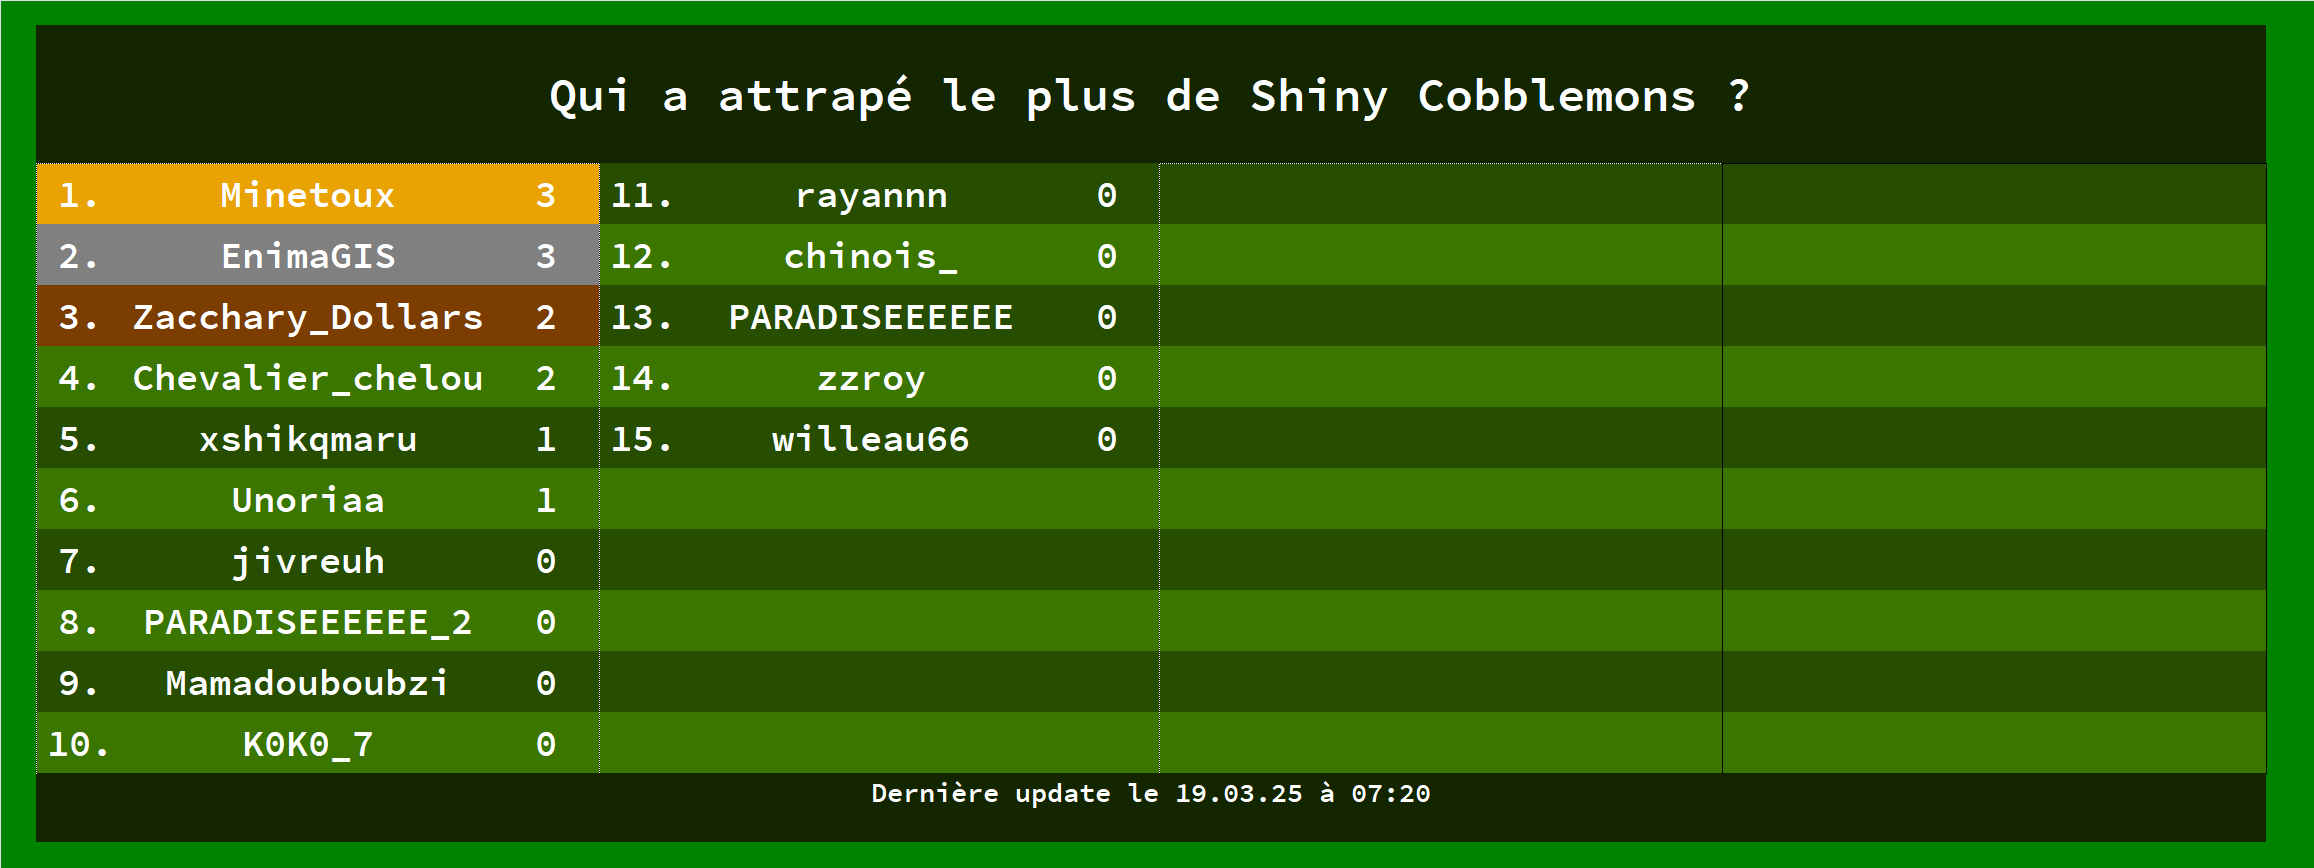 Qui a attrapé le plus de Shiny Cobblemons ?
1. Minetoux 3
2. EnimaGIS 3
3. Zacchary_Dollars 2
4. Chevalier_chelou 2
5. xshikqmaru 1
6. Unoriaa 1
7. jivreuh 0
8. PARADISEEEEEE_2 0
9. Mamadouboubzi 0
10. K0K0_7 0
11. rayannn 0
12. chinois_ 0
13. PARADISEEEEEE 0
14. zzroy 0
15. willeau66 0
Dernière update le 19.03.25 à 07:20